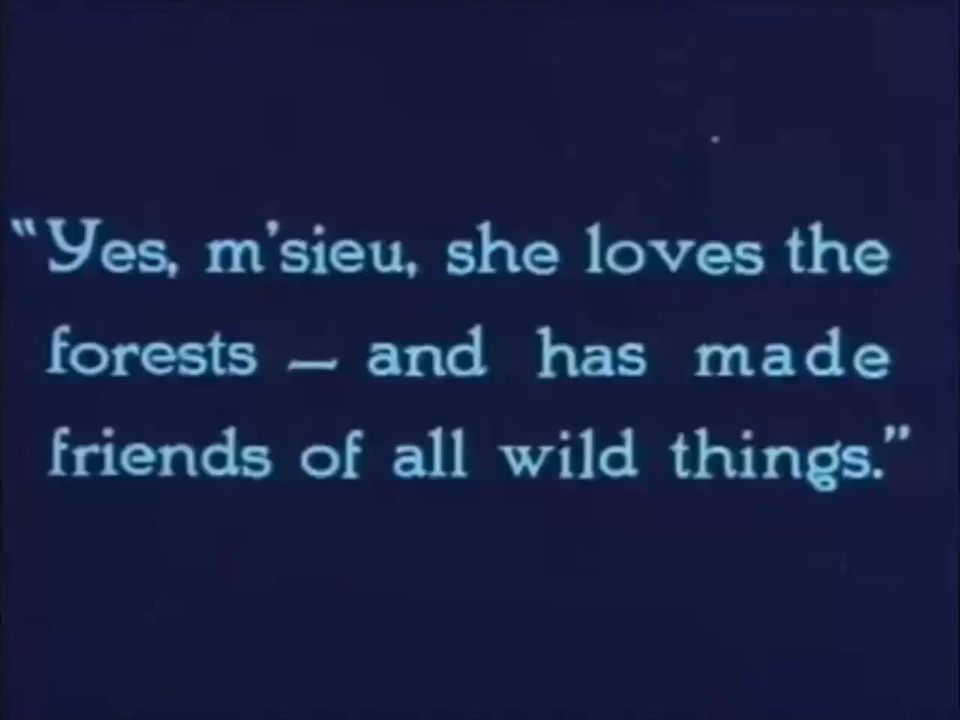 “Yes, m'sieu, she loves the
forests — and has made
friends of all wild things.”